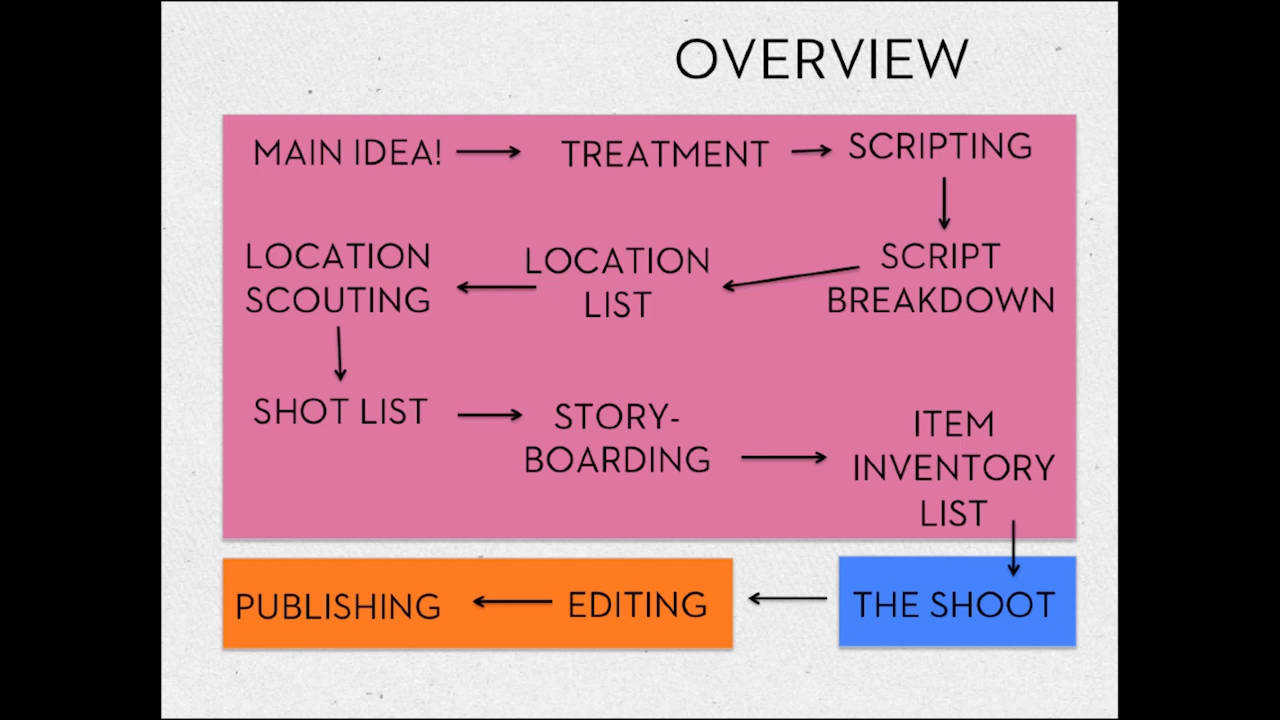 OVERVIEW
MAIN IDEA!
TREATMENT
SCRIPTING
SCRIPT
BREAKDOWN
LOCATION
LIST
LOCATION
SCOUTING
SHOT LIST
STORY-
BOARDING
ITEM
INVENTORY
LIST
THE SHOOT
EDITING
PUBLISHING